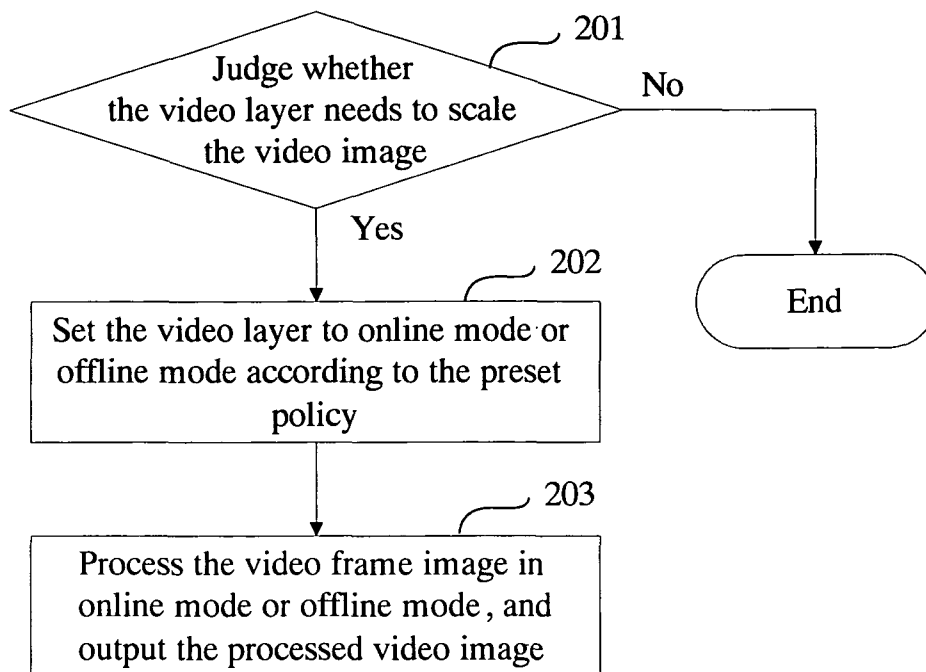 201
Judge whether
the video layer needs to scale
the video image
No
Yes
202
End
Set the video layer to online mode or
offline mode according to the preset
policy
203
Process the video frame image in
online mode or offline mode, and
output the processed video image